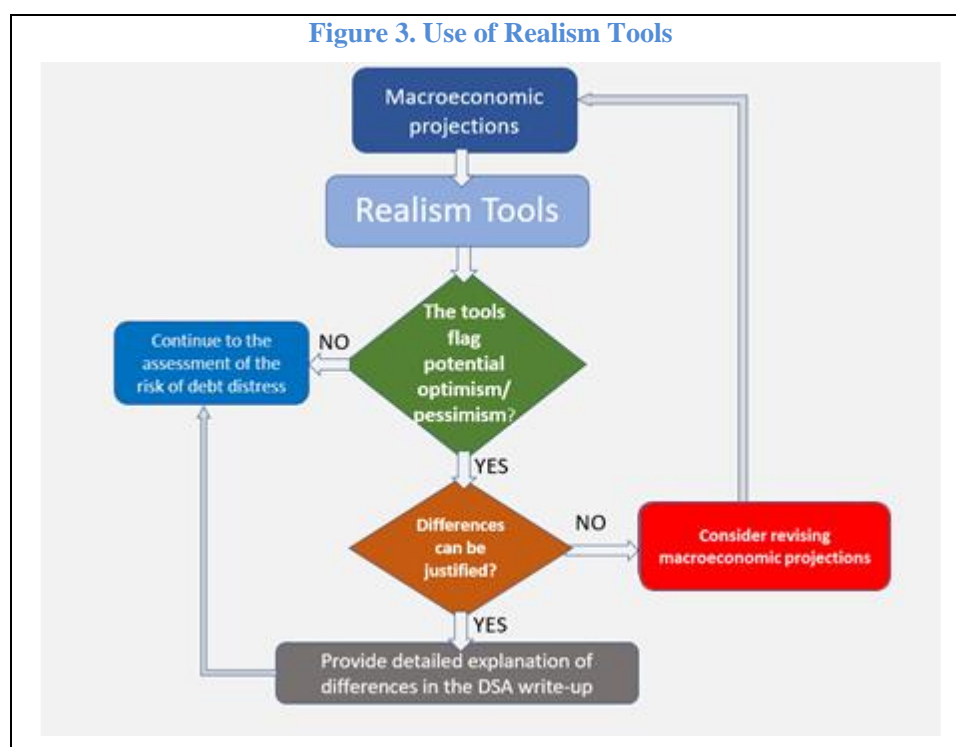 Figure 3. Use of Realism Tools
Macroeconomic
projections
Realism Tools
The tools
flag
potential
optimism/
pessimism?
NO
Continue to the
assessment of the
risk of debt distress
YES
Differences
can be
justified?
NO
Consider revising
macroeconomic projections
YES
Provide detailed explanation of
differences in the DSA write-up